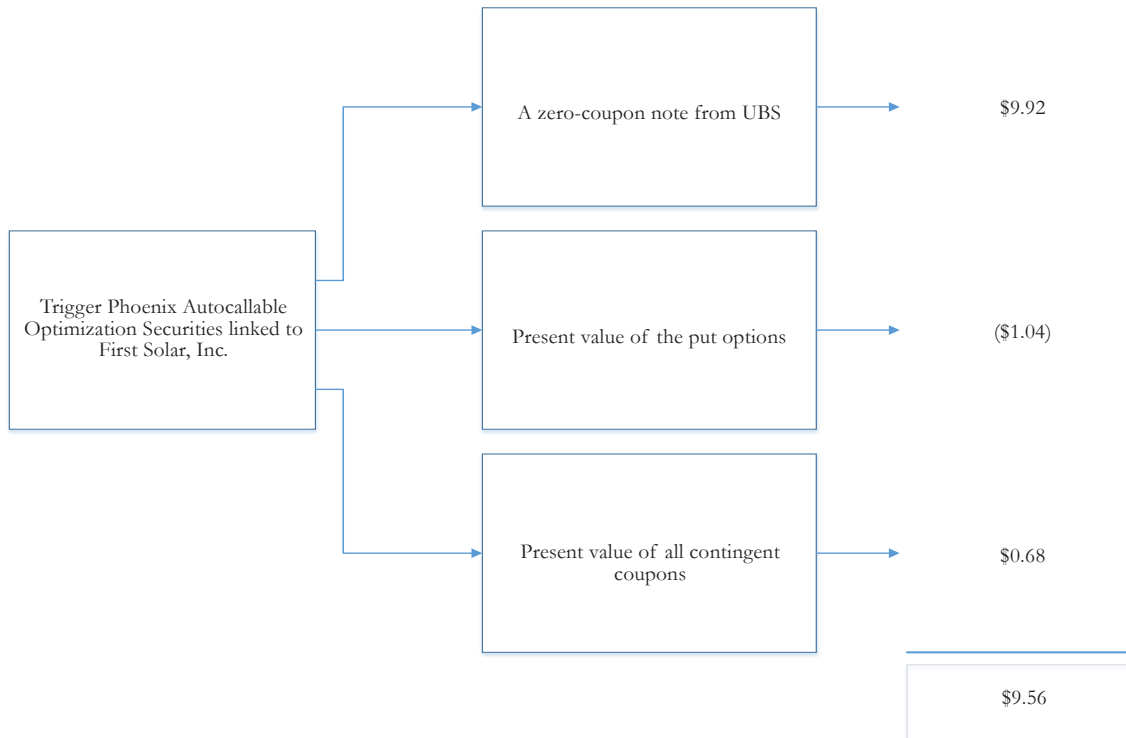 A zero-coupon note from UBS
$9.92
Trigger Phoenix Autocallable
Optimization Securities linked to
First Solar, Inc.
Present value of the put options
($1.04)
Present value of all contingent
coupons
$0.68
$9.56